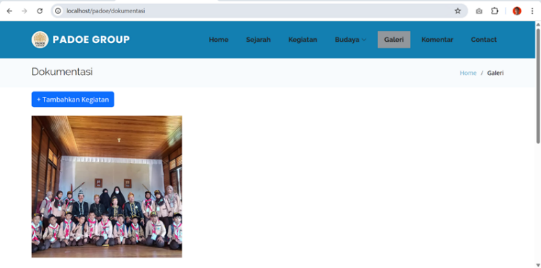 localhost/padoe/dokumentasi
PADOE GROUP
Home Sejarah Kegiatan Budaya Galeri Komentar Contact
Dokumentasi
Home / Galeri
+ Tambahkan Kegiatan